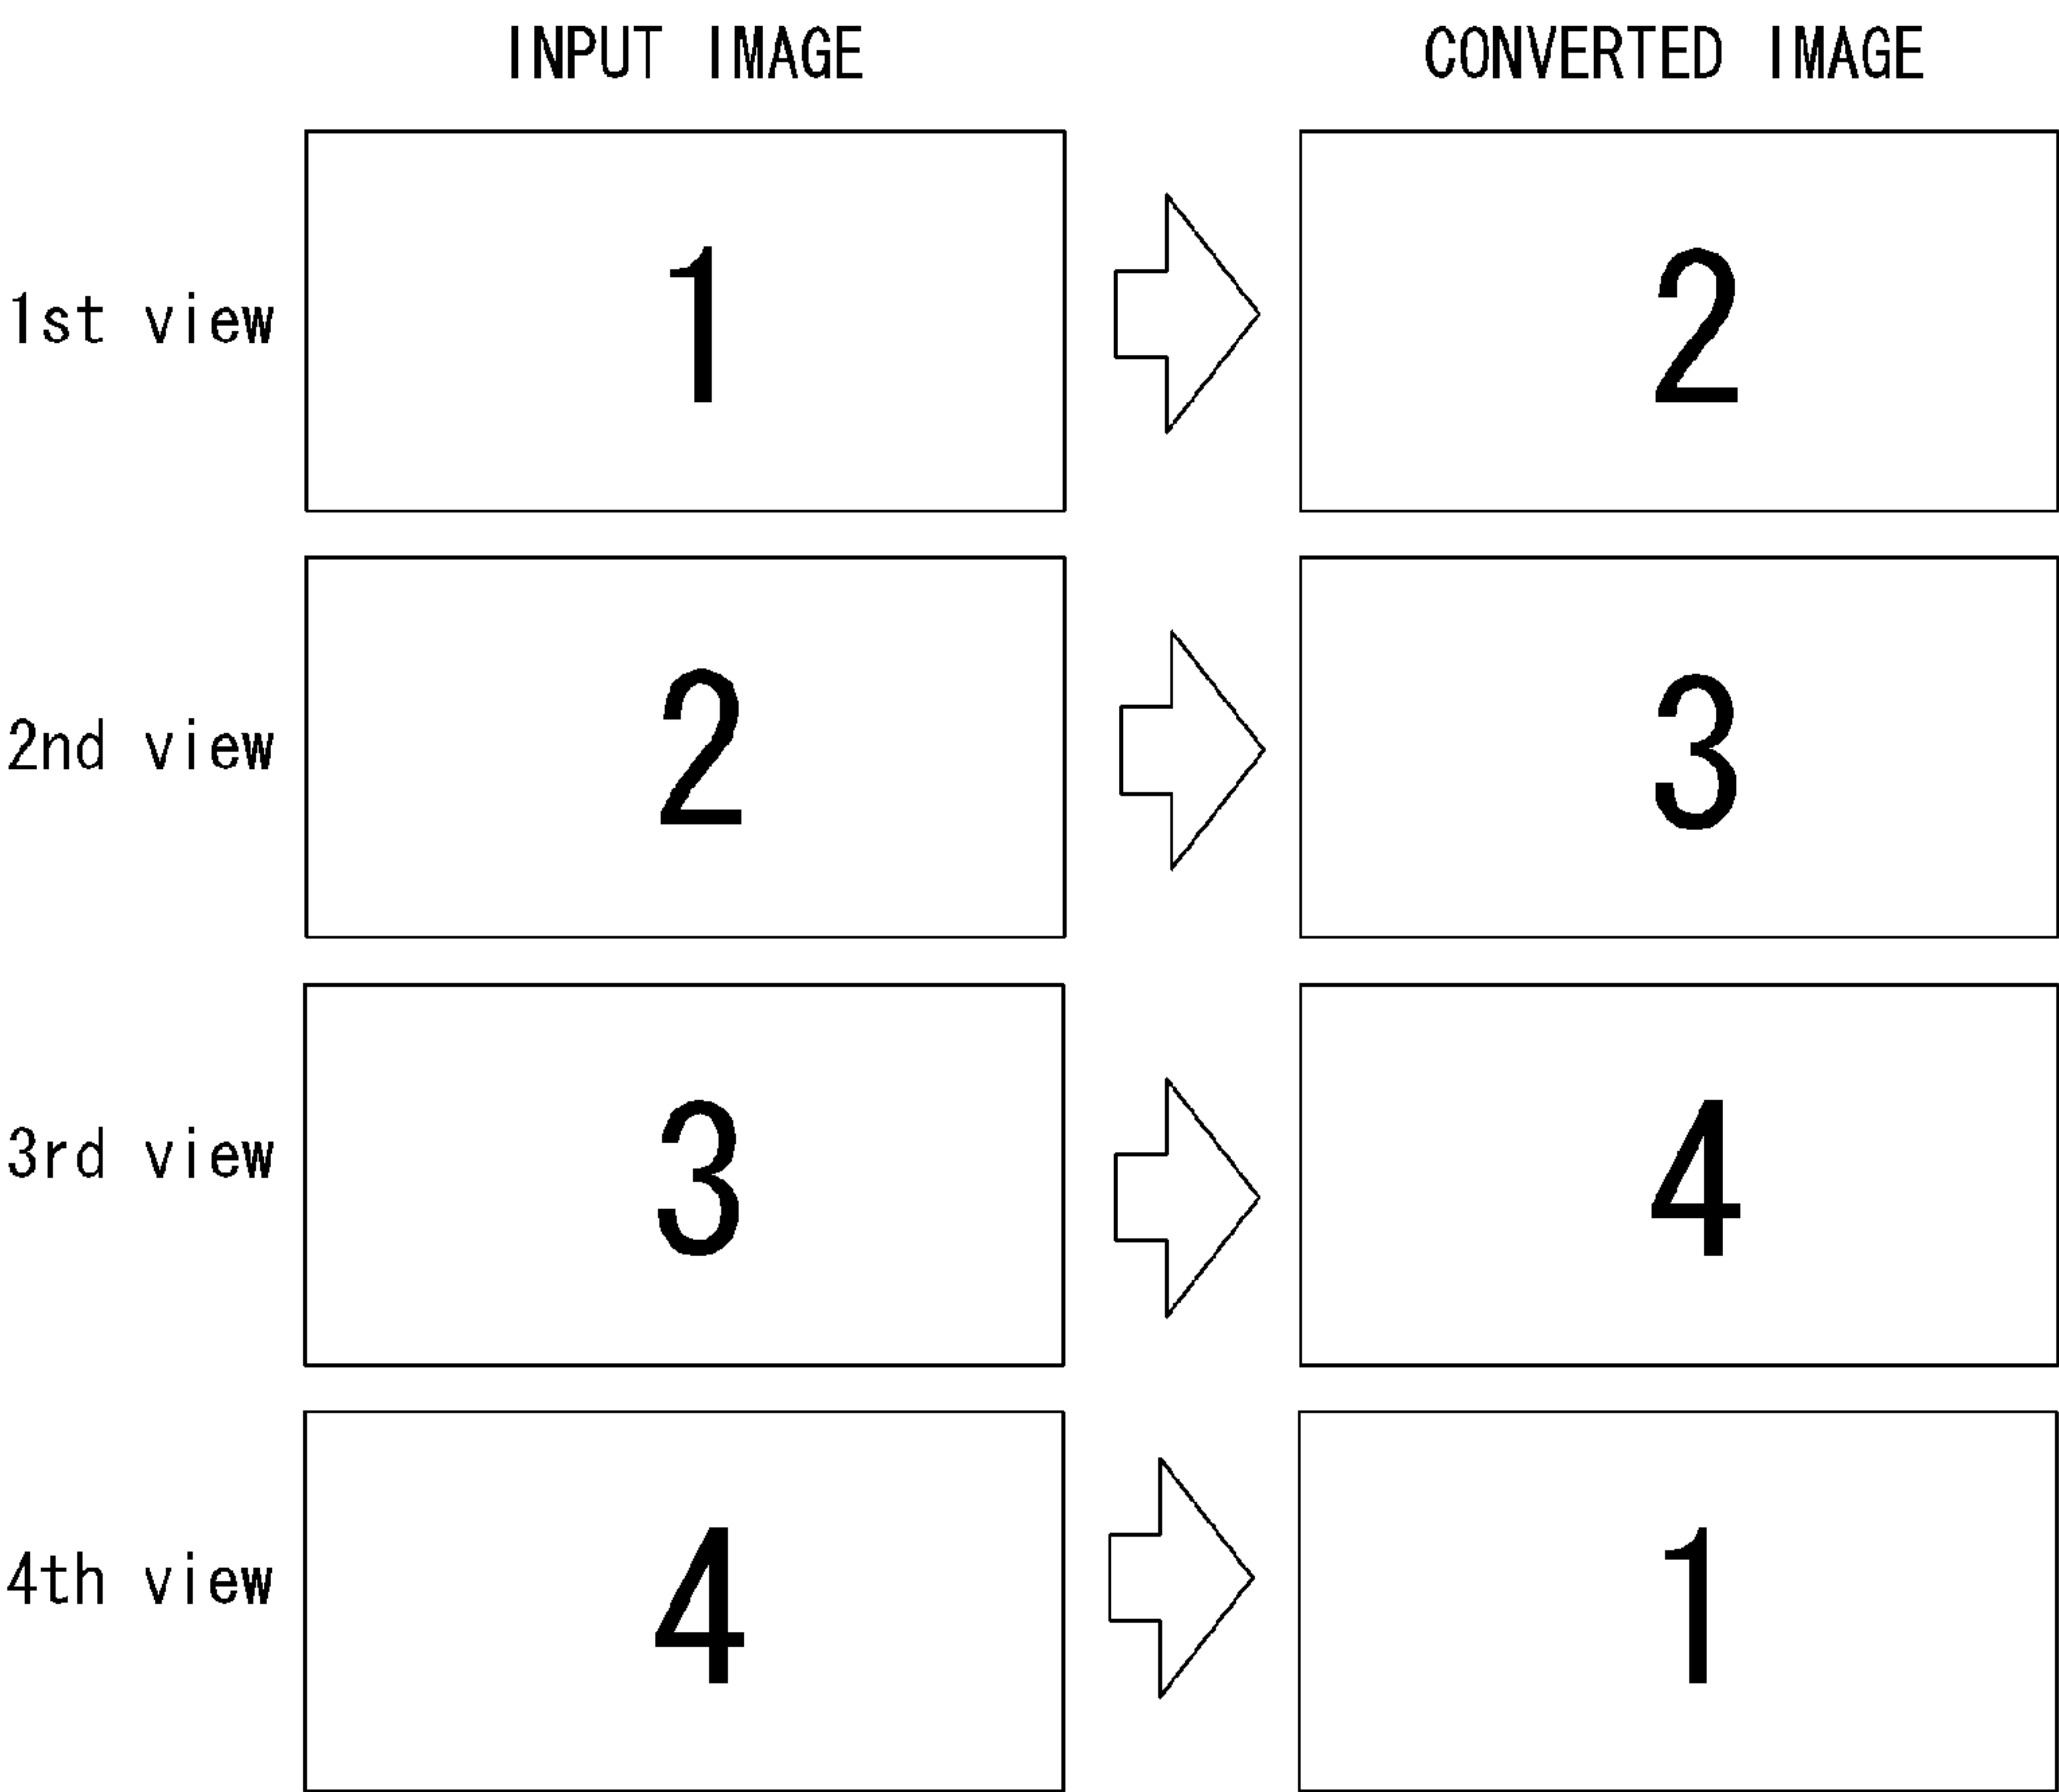 INPUT IMAGE CONVERTED IMAGE
1st view 1 2
2nd view 2 3
3rd view 3 4
4th view 4 1